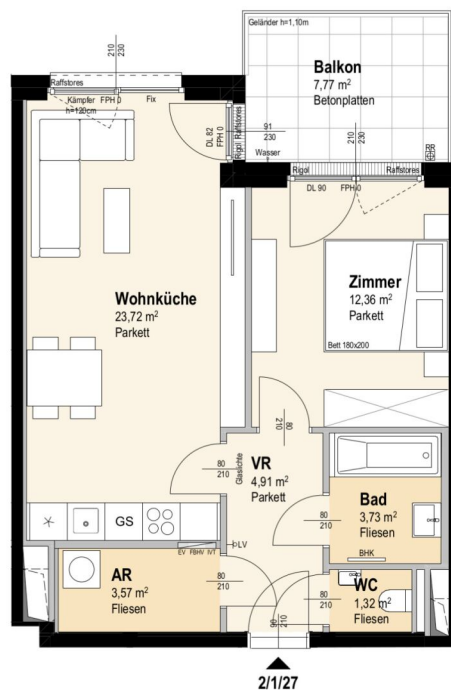 Geländer h=1,10m
Balkon
7,77 m²
Betonplatten
210
230
Raffstores
Kämpfer
h=120cm
FPH 0
Fix
DL 82
FPH 0
Rigol
Raffstores
91
230
Wasser
210
230
Rigol
Raffstores
DL 90
FPH 0
Wohnküche
23,72 m²
Parkett
Zimmer
12,36 m²
Parkett
Bett 180x200
80
210
Glaslichte
VR
4,91 m²
Parkett
80
210
Bad
3,73 m²
Fliesen
80
210
GS
EV
FBHV
IVT
LV
BHK
AR
3,57 m²
Fliesen
80
210
WC
1,32 m²
Fliesen
80
210
90
210
2/1/27